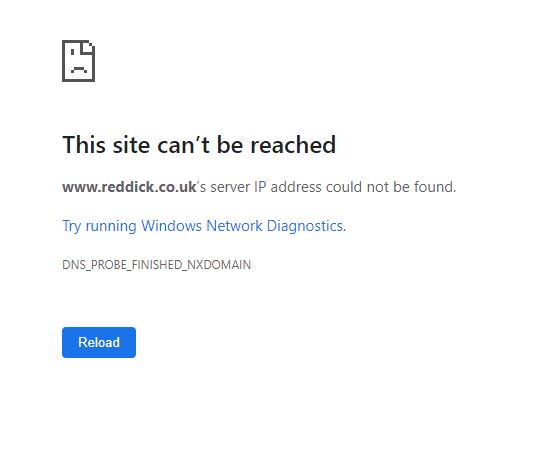 This site can’t be reached
www.reddick.co.uk’s server IP address could not be found.
Try running Windows Network Diagnostics.
DNS_PROBE_FINISHED_NXDOMAIN
Reload